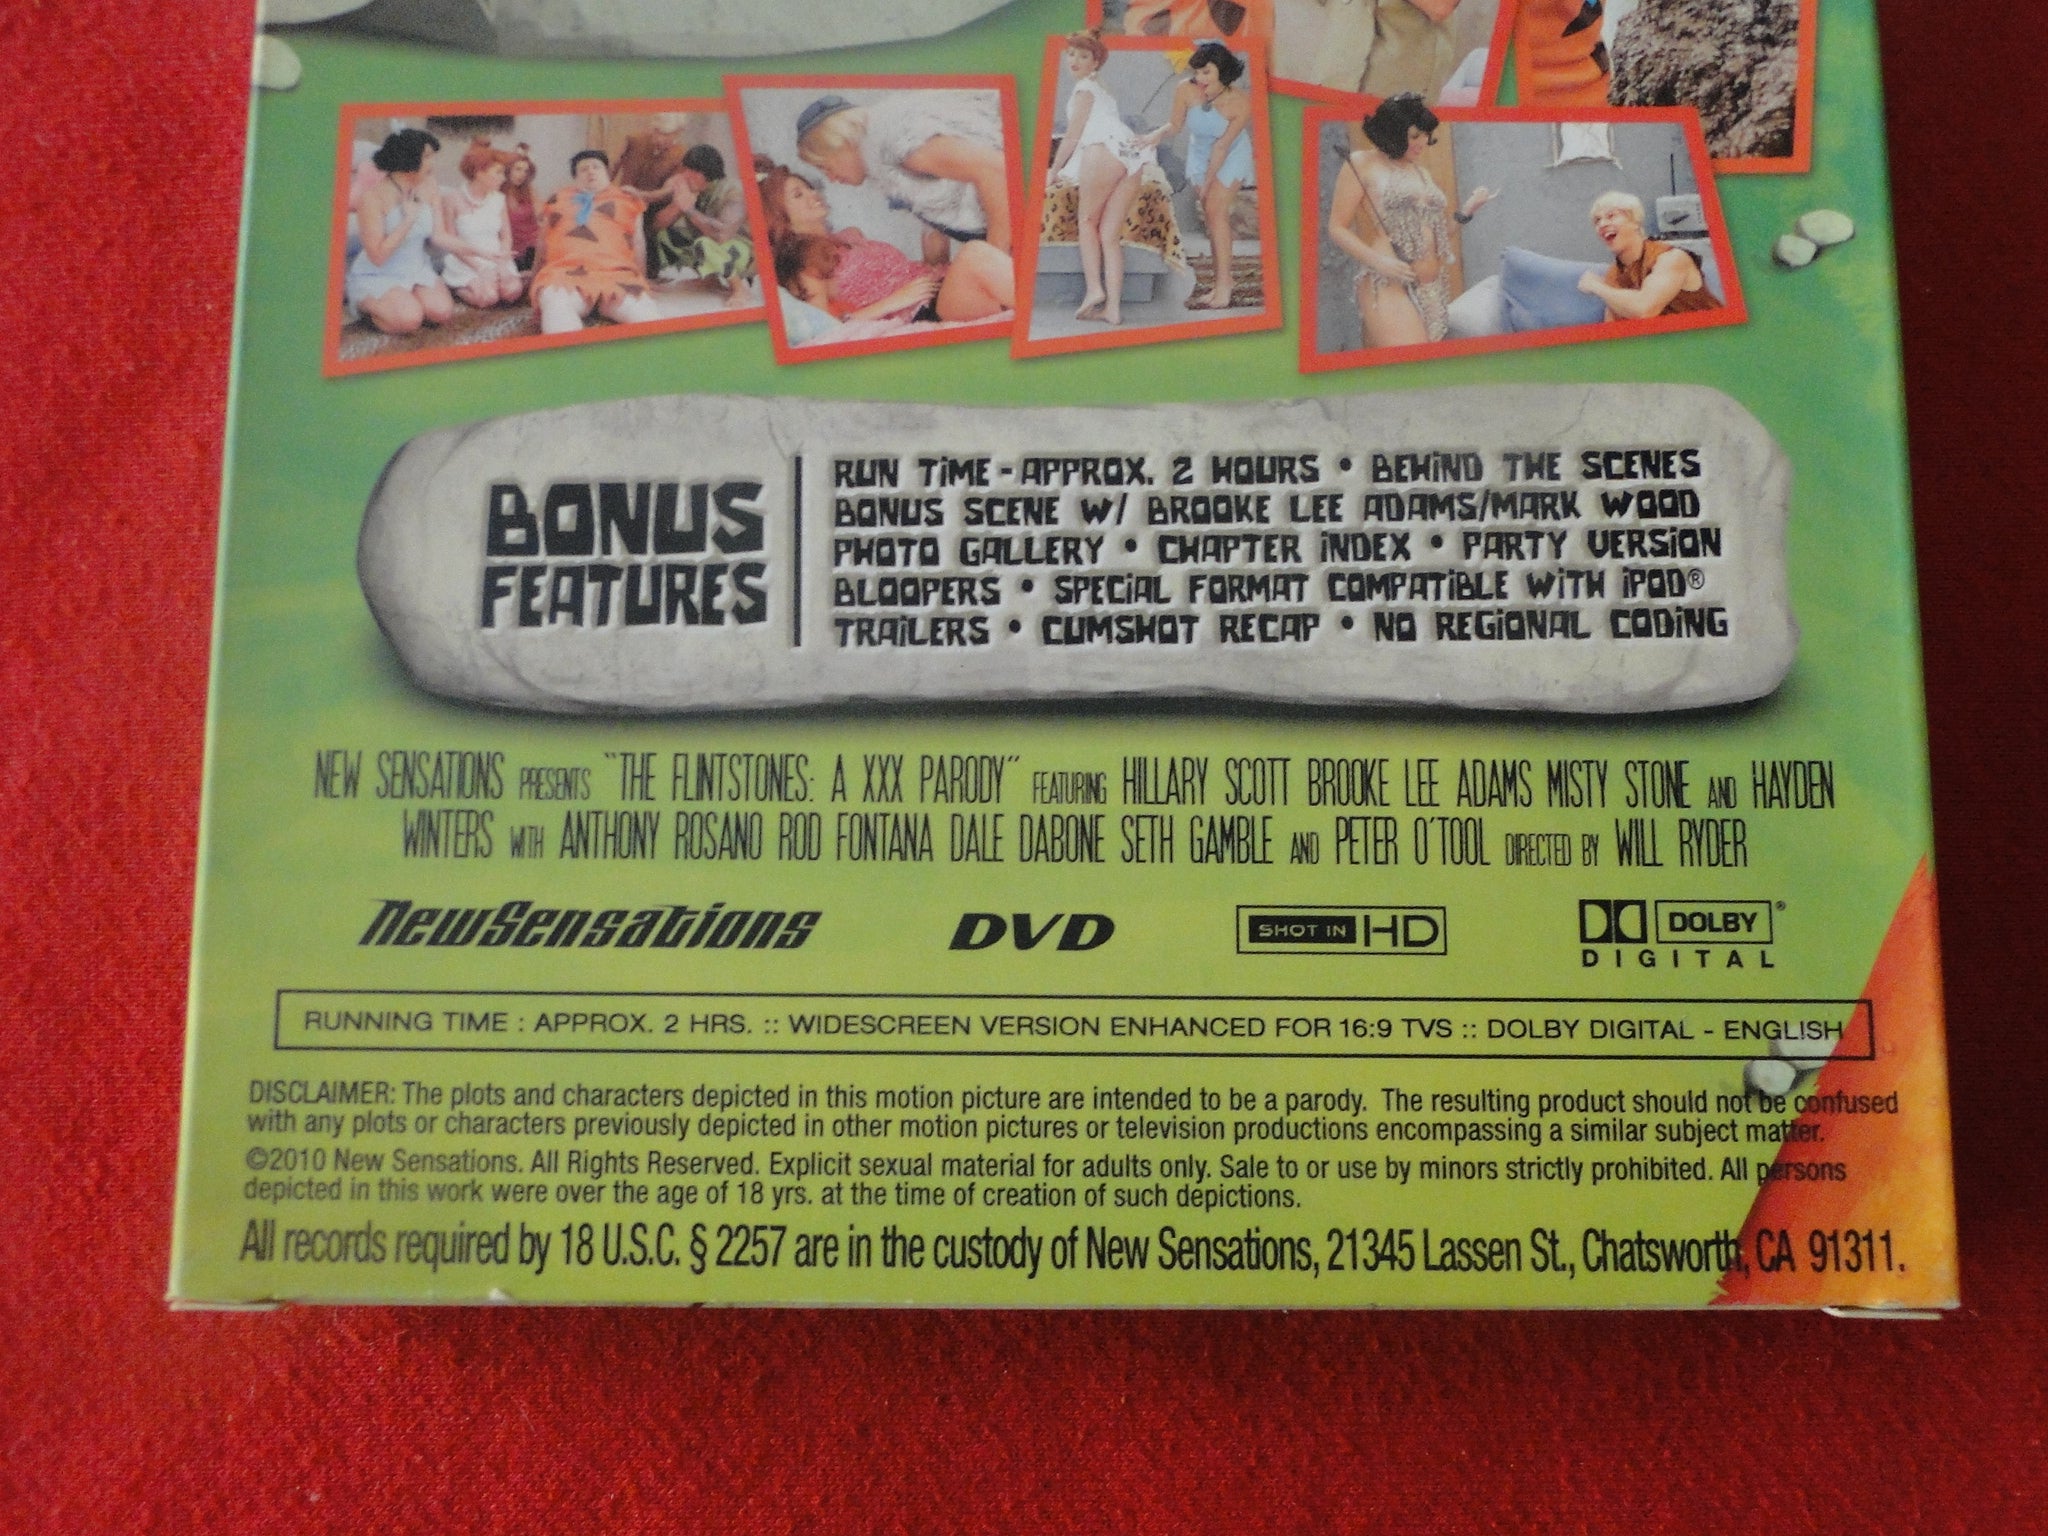 BONUS
FEATURES
RUN TiME - APPROX. 2 HOURS • BEHiND THE SCENES
BONUS SCENE W/ BROOKE LEE ADAMS/MARK WOOD
PHOTO GALLERY • CHAPTER iNDEX • PARTY VERSiON
BLOOPERS • SPECiAL FORMAT COMPATiBLE WiTH iPOD®
TRAiLERS • CUMSHOT RECAP • NO REGiONAL CODiNG
NEW SENSATIONS PRESENTS "THE FLINTSTONES: A XXX PARODY" FEATURING HILLARY SCOTT BROOKE LEE ADAMS MISTY STONE AND HAYDEN
WINTERS WITH ANTHONY ROSANO ROD FONTANA DALE DABONE SETH GAMBLE AND PETER O'TOOL DIRECTED BY WILL RYDER
NewSensations DVD SHOT IN HD DOLBY®
DIGITAL
RUNNING TIME : APPROX. 2 HRS. :: WIDESCREEN VERSION ENHANCED FOR 16:9 TVS :: DOLBY DIGITAL - ENGLISH
DISCLAIMER: The plots and characters depicted in this motion picture are intended to be a parody. The resulting product should not be confused
with any plots or characters previously depicted in other motion pictures or television productions encompassing a similar subject matter.
©2010 New Sensations. All Rights Reserved. Explicit sexual material for adults only. Sale to or use by minors strictly prohibited. All persons
depicted in this work were over the age of 18 yrs. at the time of creation of such depictions.
All records required by 18 U.S.C. § 2257 are in the custody of New Sensations, 21345 Lassen St., Chatsworth, CA 91311.